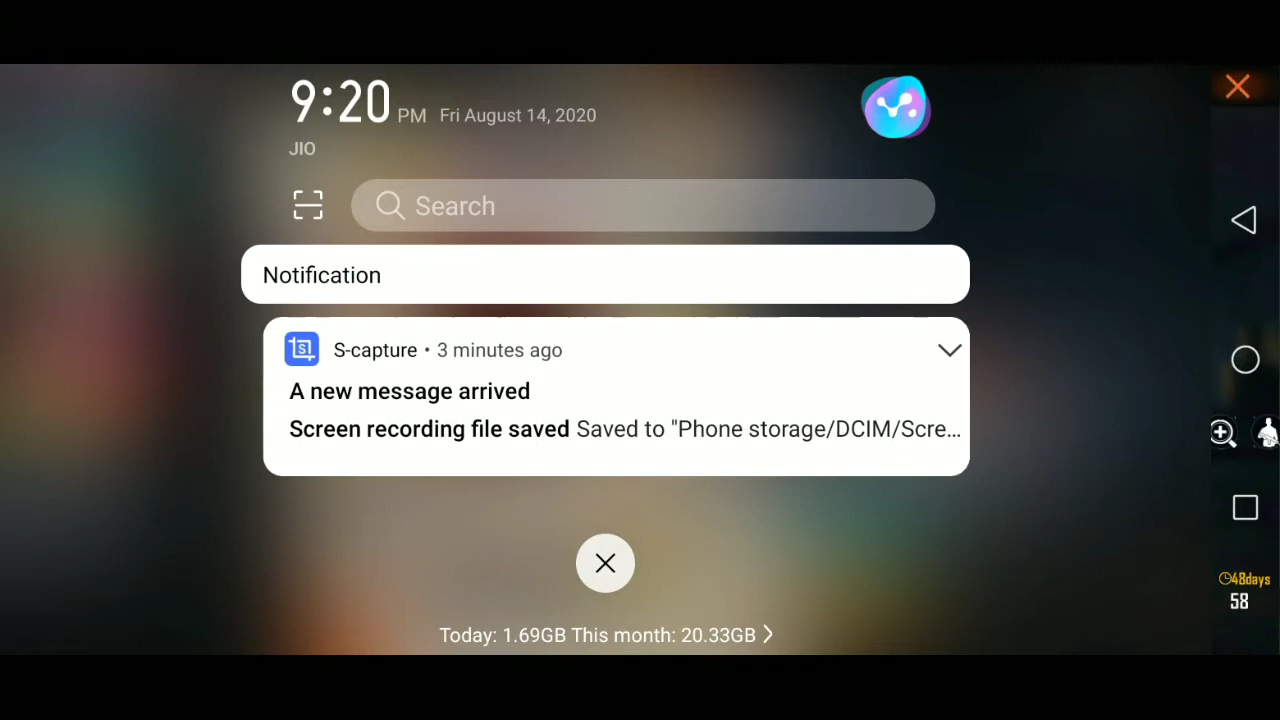 9:20 PM Fri August 14, 2020
JIO
Search
Notification
S-capture • 3 minutes ago
A new message arrived
Screen recording file saved Saved to "Phone storage/DCIM/Scre...
48days
58
Today: 1.69GB This month: 20.33GB